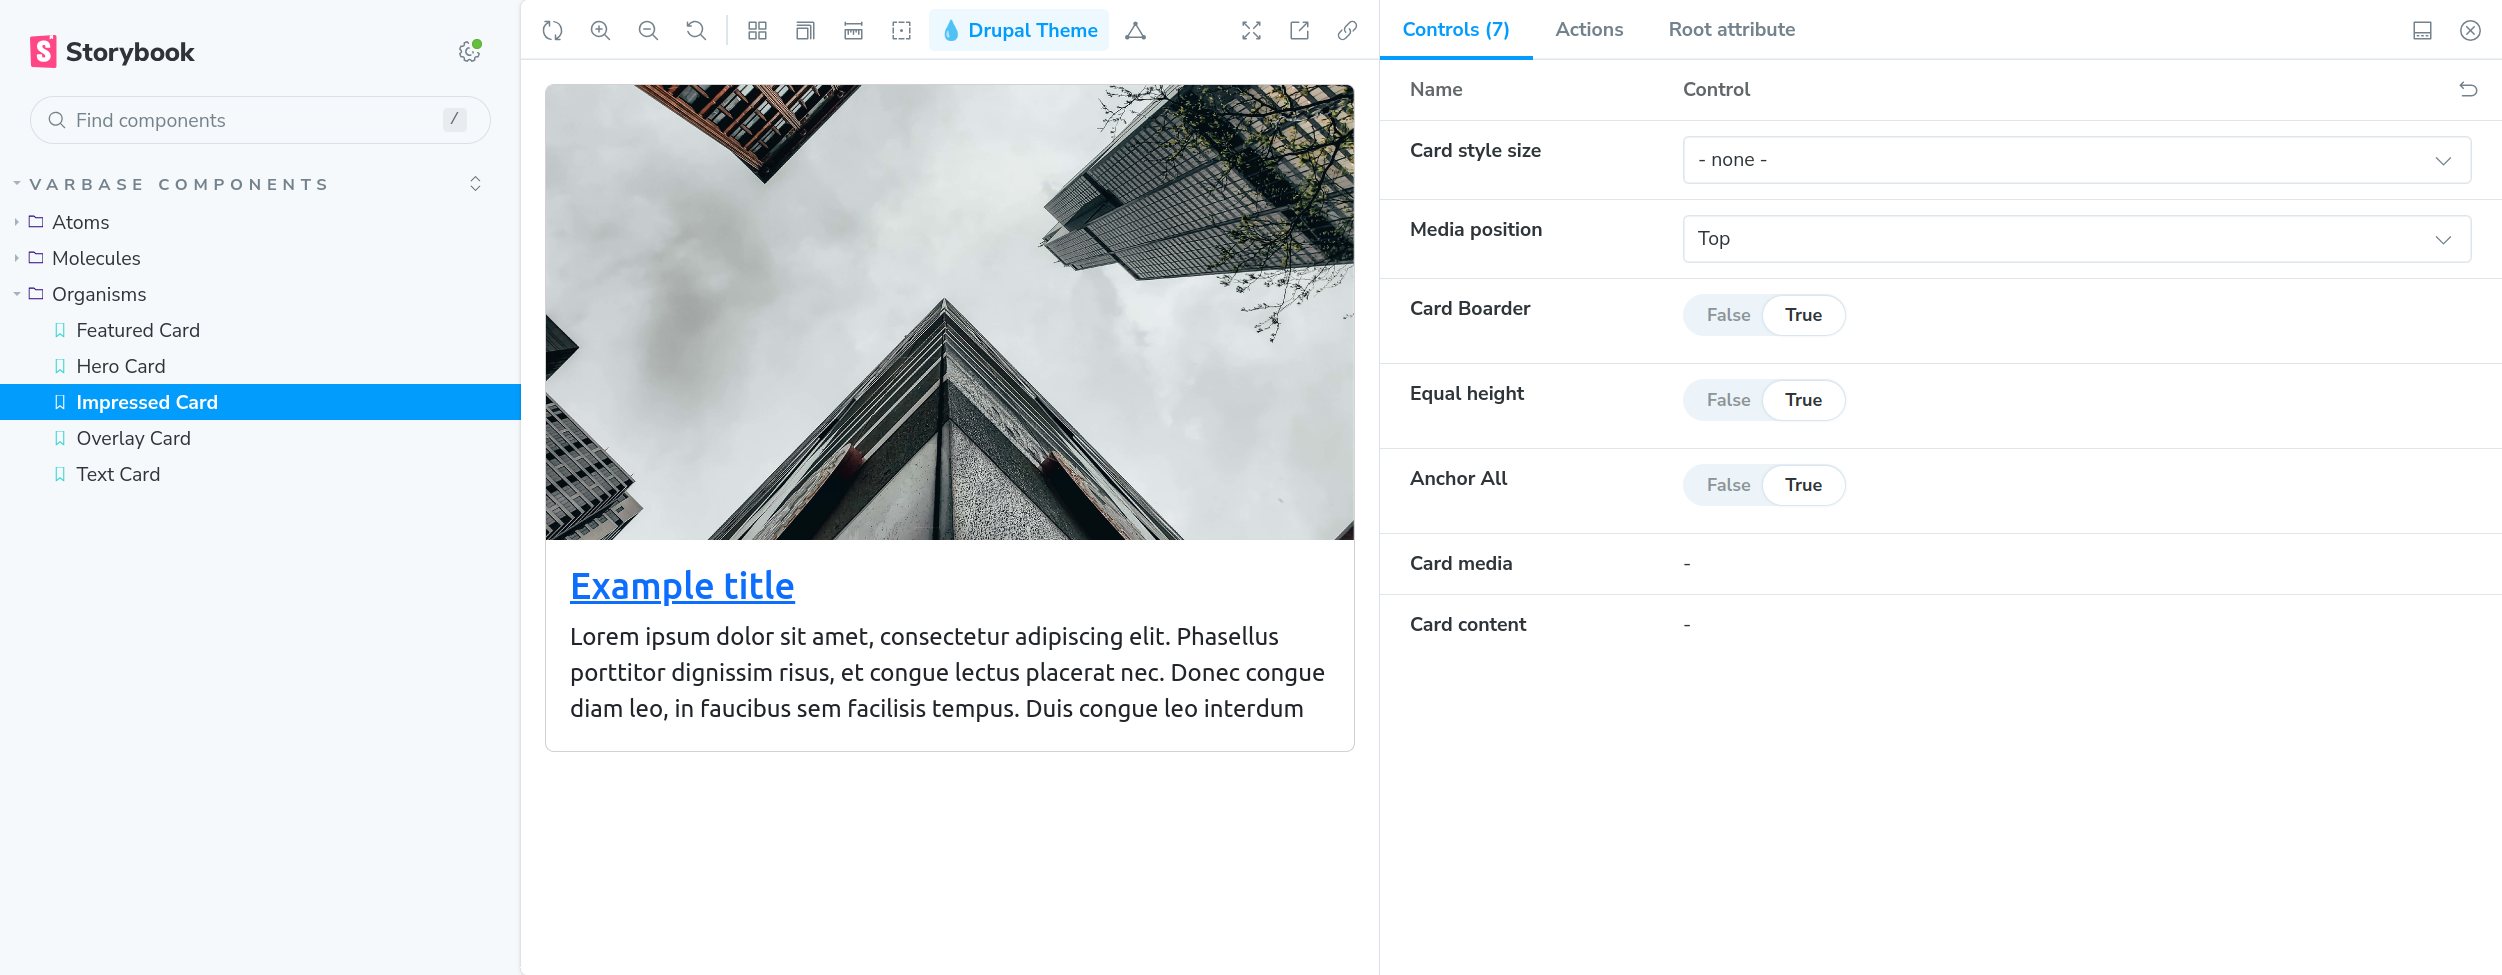 Storybook
Find components
/
VARBASE COMPONENTS
Atoms
Molecules
Organisms
Featured Card
Hero Card
Impressed Card
Overlay Card
Text Card
Drupal Theme
Example title
Lorem ipsum dolor sit amet, consectetur adipiscing elit. Phasellus
porttitor dignissim risus, et congue lectus placerat nec. Donec congue
diam leo, in faucibus sem facilisis tempus. Duis congue leo interdum
Controls (7) Actions Root attribute
Name Control
Card style size - none -
Media position Top
Card Boarder False True
Equal height False True
Anchor All False True
Card media -
Card content -